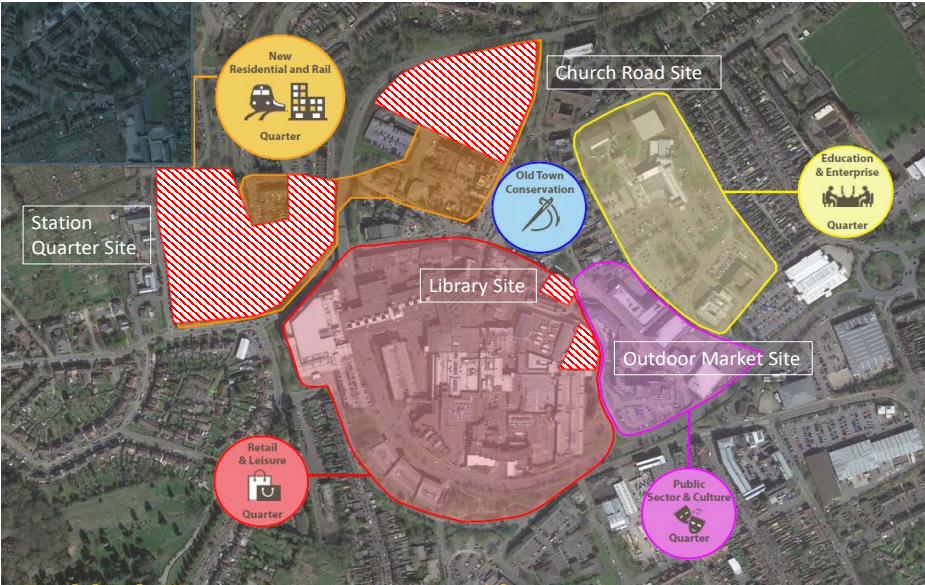 New
Residential and Rail
Quarter
Church Road Site
Education
& Enterprise
Quarter
Old Town
Conservation
Station
Quarter Site
Library Site
Outdoor Market Site
Retail
& Leisure
Quarter
Public
Sector & Culture
Quarter